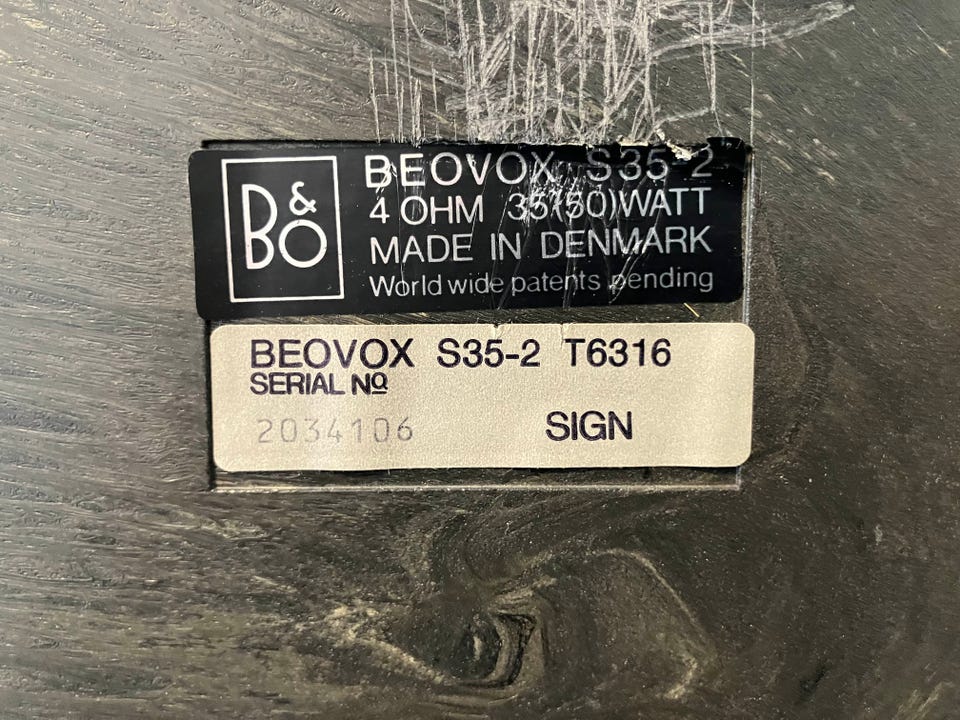 B&O
BEOVOX S35-2
4 OHM 35(50)WATT
MADE IN DENMARK
World wide patents pending
BEOVOX S35-2 T6316
SERIAL Nº
2034106 SIGN